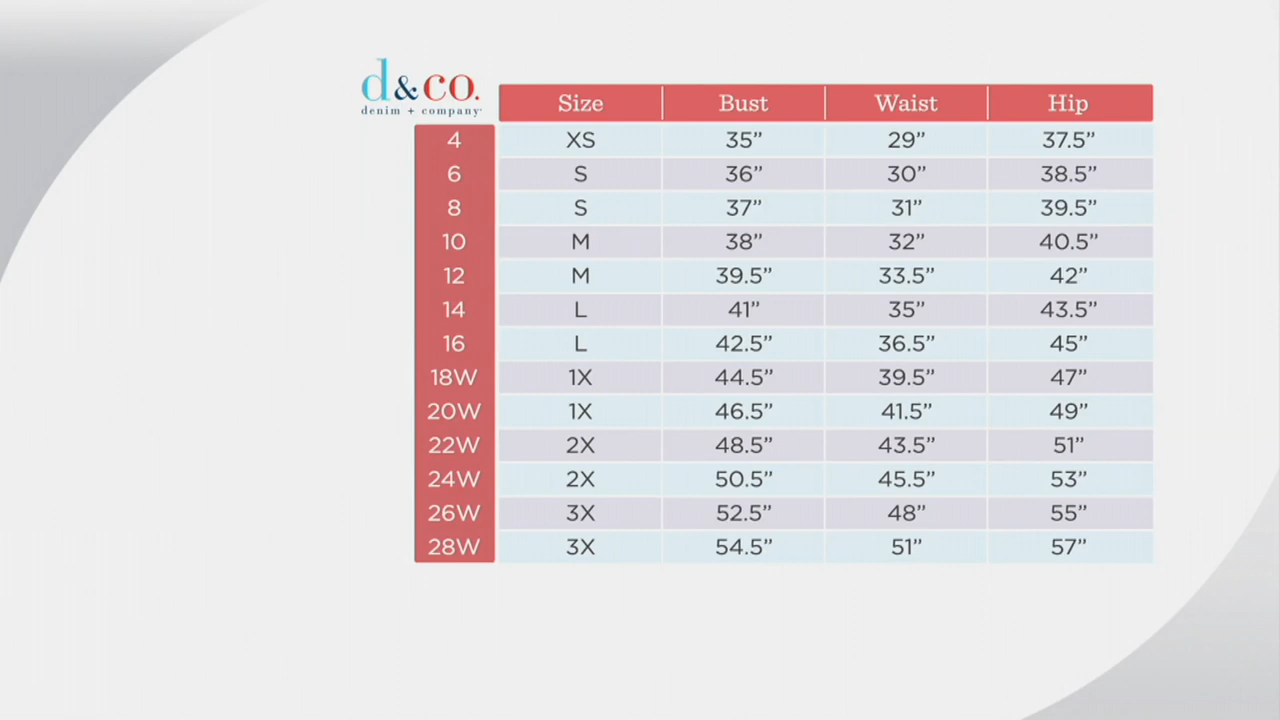 d&co.
denim + company
Size Bust Waist Hip
4 XS 35” 29” 37.5”
6 S 36” 30” 38.5”
8 S 37” 31” 39.5”
10 M 38” 32” 40.5”
12 M 39.5” 33.5” 42”
14 L 41” 35” 43.5”
16 L 42.5” 36.5” 45”
18W 1X 44.5” 39.5” 47”
20W 1X 46.5” 41.5” 49”
22W 2X 48.5” 43.5” 51”
24W 2X 50.5” 45.5” 53”
26W 3X 52.5” 48” 55”
28W 3X 54.5” 51” 57”